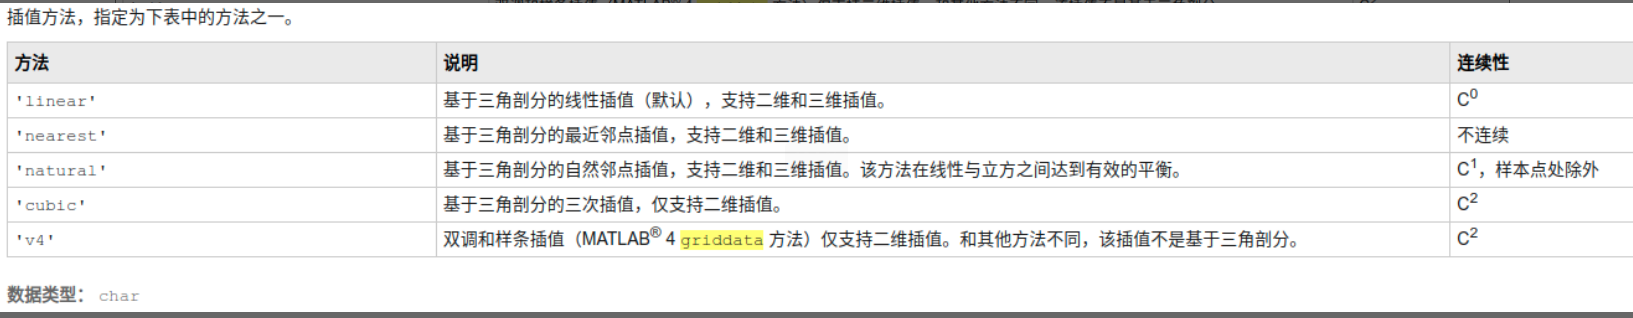 插值方法，指定为下表中的方法之一。
方法 说明 连续性
'linear' 基于三角剖分的线性插值（默认），支持二维和三维插值。 C0
'nearest' 基于三角剖分的最近邻点插值，支持二维和三维插值。 不连续
'natural' 基于三角剖分的自然邻点插值，支持二维和三维插值。该方法在线性与立方之间达到有效的平衡。 C1，样本点处除外
'cubic' 基于三角剖分的三次插值，仅支持二维插值。 C2
'v4' 双调和样条插值（MATLAB® 4 griddata 方法）仅支持二维插值。和其他方法不同，该插值不是基于三角剖分。 C2
数据类型： char